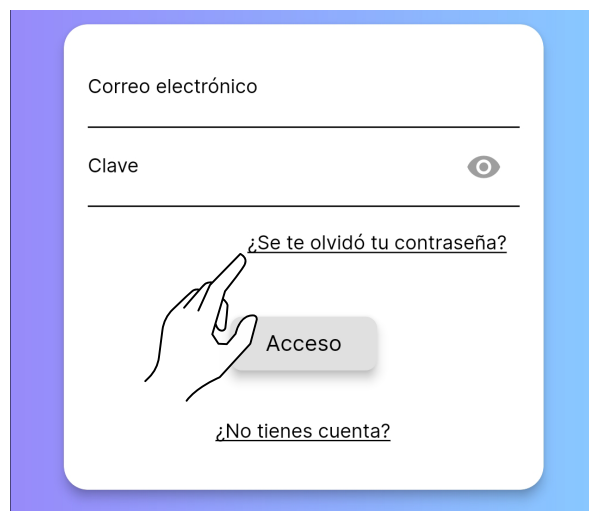 Correo electrónico
Clave
¿Se te olvidó tu contraseña?
Acceso
¿No tienes cuenta?